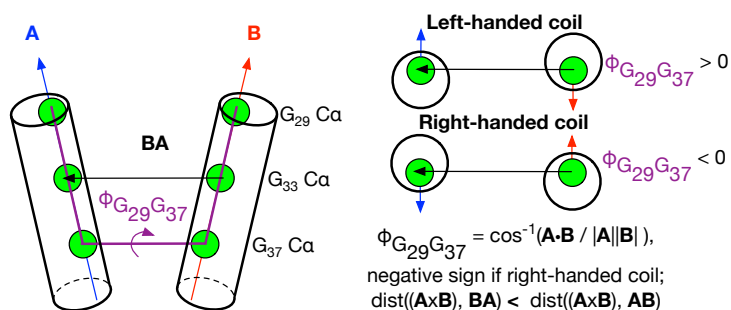 A
B
BA
G₂₉ Cα
G₃₃ Cα
G₃₇ Cα
ΦG₂₉G₃₇
Left-handed coil
ΦG₂₉G₃₇ > 0
Right-handed coil
ΦG₂₉G₃₇ < 0
ΦG₂₉G₃₇ = cos⁻¹(A•B / |A||B| ),
negative sign if right-handed coil;
dist((AxB), BA) < dist((AxB), AB)